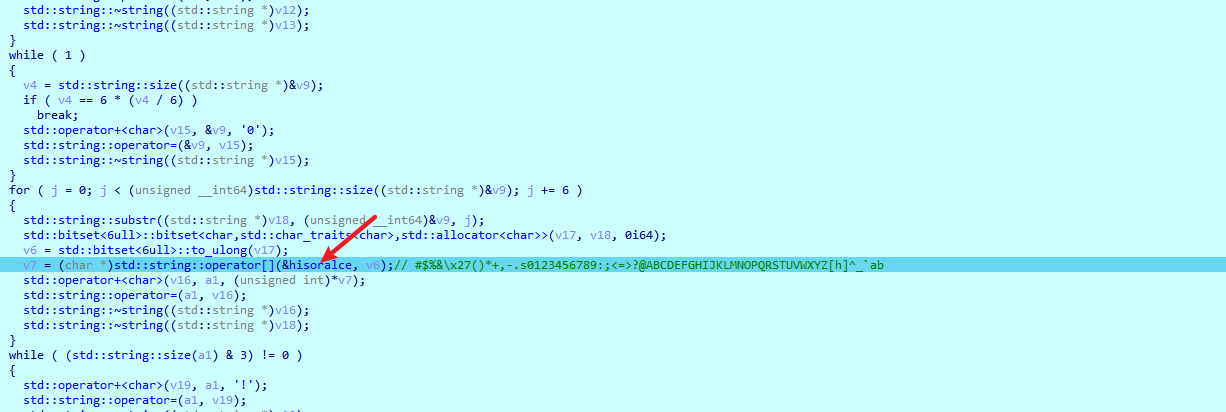 std::string::~string((std::string *)v12);
std::string::~string((std::string *)v13);
}
while ( 1 )
{
v4 = std::string::size((std::string *)&v9);
if ( v4 == 6 * (v4 / 6) )
break;
std::operator+<char>(v15, &v9, '0');
std::string::operator=(&v9, v15);
std::string::~string((std::string *)v15);
}
for ( j = 0; j < (unsigned __int64)std::string::size((std::string *)&v9); j += 6 )
{
std::string::substr((std::string *)v18, (unsigned __int64)&v9, j);
std::bitset<6ull>::bitset<char,std::char_traits<char>,std::allocator<char>>(v17, v18, 0i64);
v6 = std::bitset<6ull>::to_ulong(v17);
v7 = (char *)std::string::operator[](&hisoralce, v6);// #$%&\x27()*+,-.s0123456789:;<=>?@ABCDEFGHIJKLMNOPQRSTUVWXYZ[h]^_`ab
std::operator+<char>(v16, a1, (unsigned int)*v7);
std::string::operator=(a1, v16);
std::string::~string((std::string *)v16);
std::string::~string((std::string *)v18);
}
while ( (std::string::size(a1) & 3) != 0 )
{
std::operator+<char>(v19, a1, '!');
std::string::operator=(a1, v19);